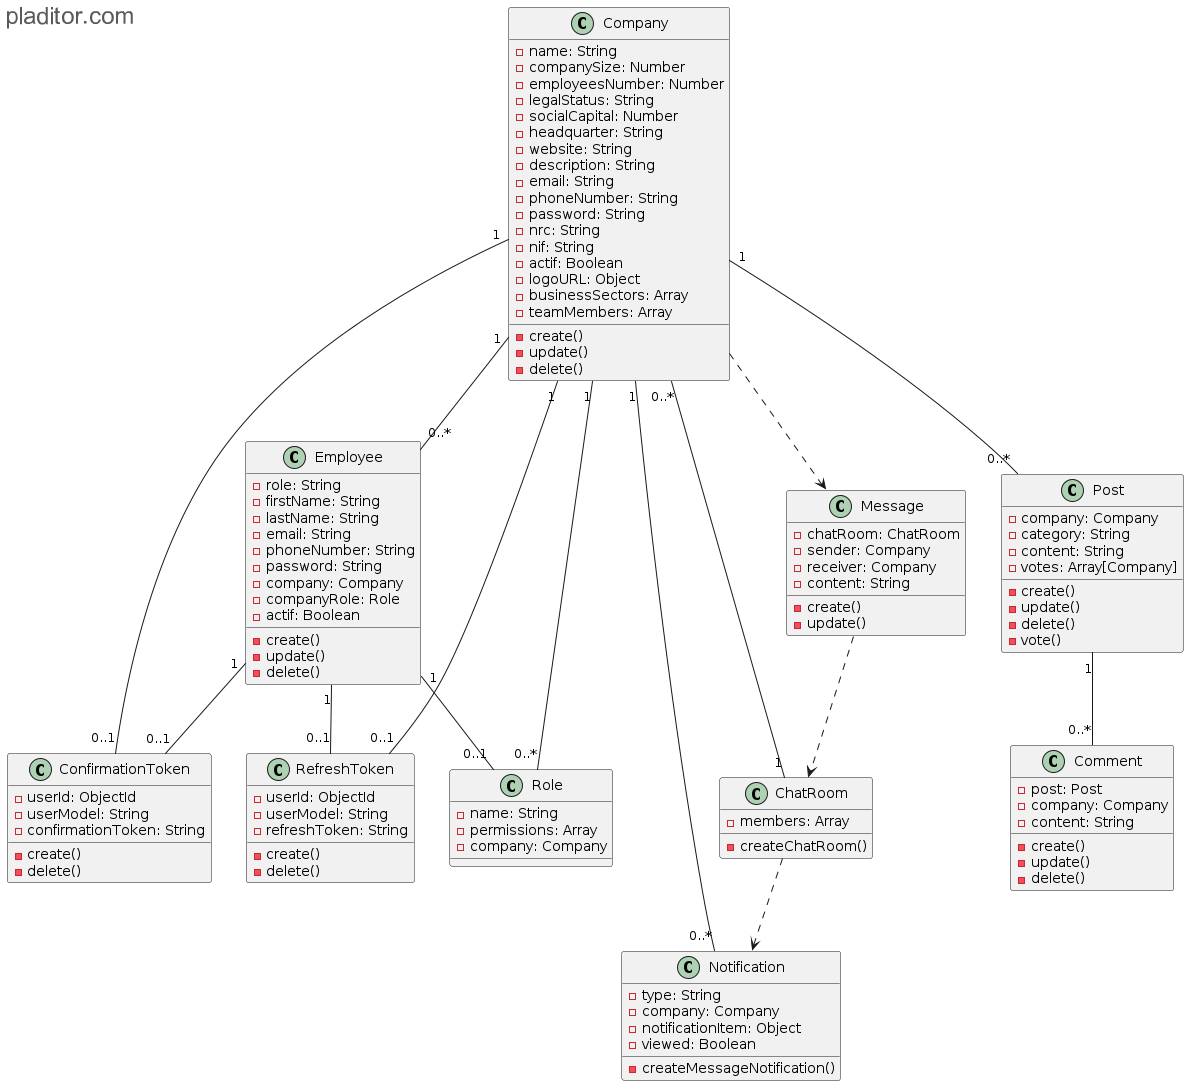 pladitor.com
C Company
name: String
companySize: Number
employeesNumber: Number
legalStatus: String
socialCapital: Number
headquarter: String
website: String
description: String
email: String
phoneNumber: String
password: String
nrc: String
nif: String
actif: Boolean
logoURL: Object
businessSectors: Array
teamMembers: Array
create()
update()
delete()
1
1
1
1
1
1
0..*
0..*
C Employee
role: String
firstName: String
lastName: String
email: String
phoneNumber: String
password: String
company: Company
companyRole: Role
actif: Boolean
create()
update()
delete()
1
1
1
C Message
chatRoom: ChatRoom
sender: Company
receiver: Company
content: String
create()
update()
0..*
C Post
company: Company
category: String
content: String
votes: Array[Company]
create()
update()
delete()
vote()
1
0..1
0..1
C ConfirmationToken
userId: ObjectId
userModel: String
confirmationToken: String
create()
delete()
0..1
0..1
C RefreshToken
userId: ObjectId
userModel: String
refreshToken: String
create()
delete()
0..1
0..*
C Role
name: String
permissions: Array
company: Company
1
C ChatRoom
members: Array
createChatRoom()
0..*
C Comment
post: Post
company: Company
content: String
create()
update()
delete()
0..*
C Notification
type: String
company: Company
notificationItem: Object
viewed: Boolean
createMessageNotification()